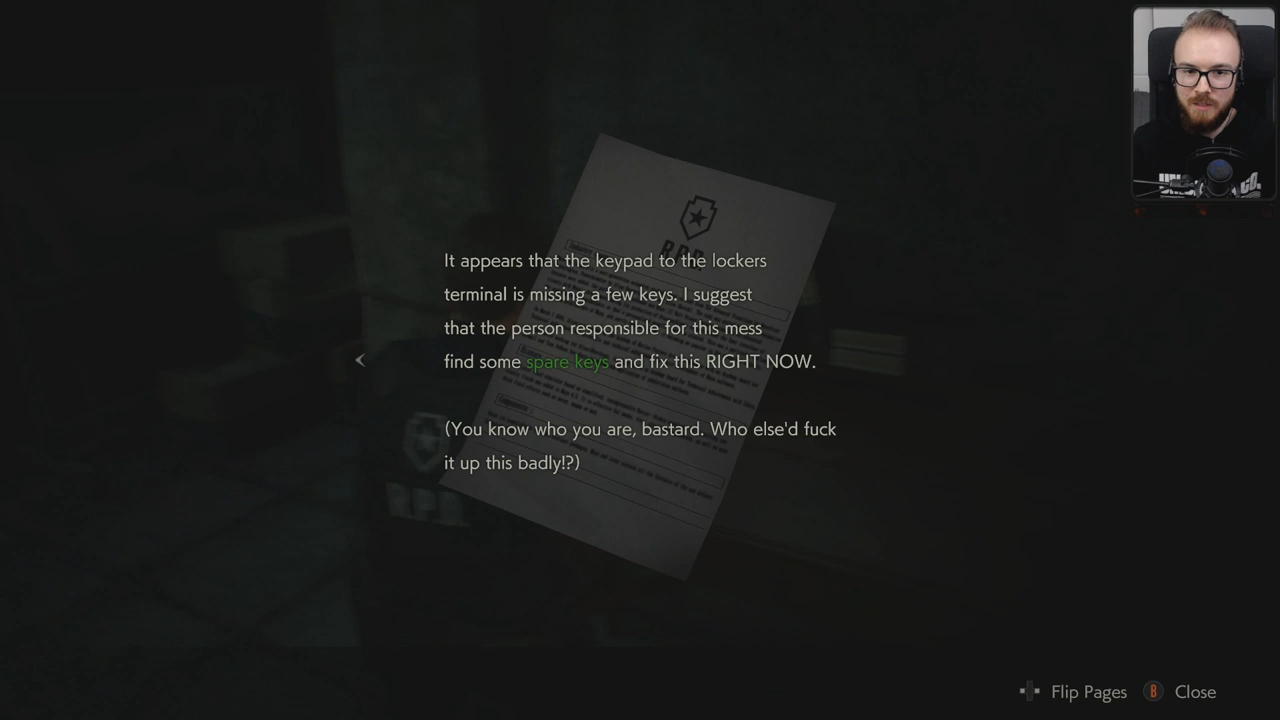 R.P.D.
It appears that the keypad to the lockers
terminal is missing a few keys. I suggest
that the person responsible for this mess
find some spare keys and fix this RIGHT NOW.
(You know who you are, bastard. Who else'd fuck
it up this badly!?)
Flip Pages B Close